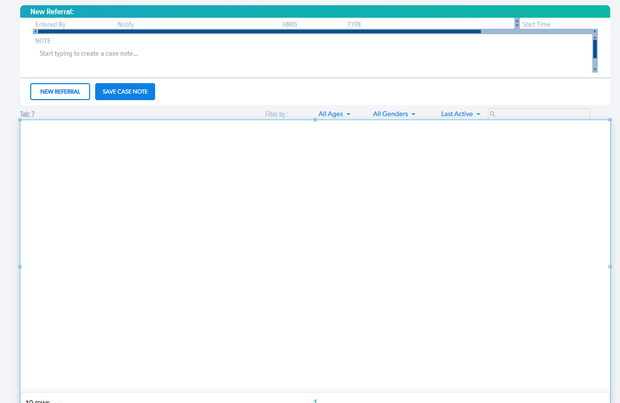 New Referral:
Entered By Notify HMIS TYPE Start Time
NOTE
Start typing to create a case note...
NEW REFERRAL SAVE CASE NOTE
Tab: 7 Filter by : All Ages All Genders Last Active
10 rows